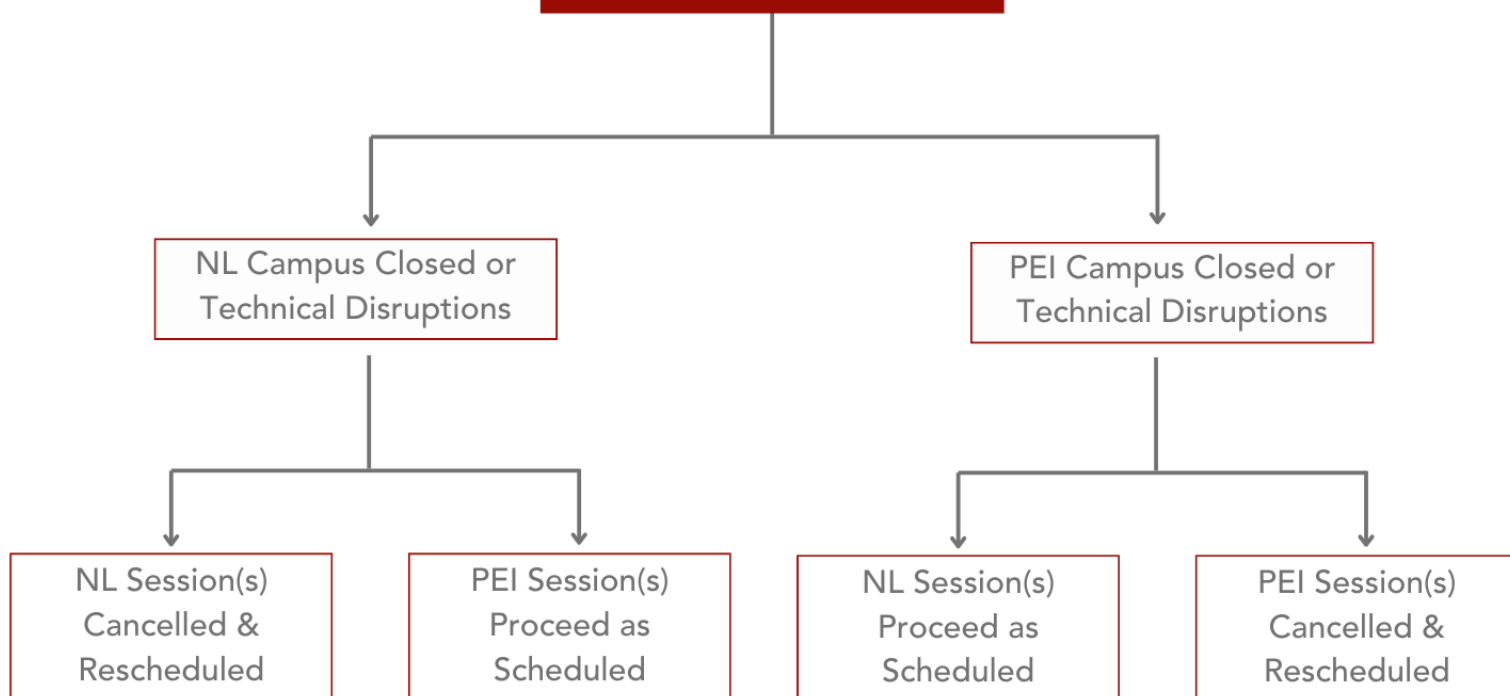 NL Campus Closed or
Technical Disruptions
PEI Campus Closed or
Technical Disruptions
NL Session(s)
Cancelled &
Rescheduled
PEI Session(s)
Proceed as
Scheduled
NL Session(s)
Proceed as
Scheduled
PEI Session(s)
Cancelled &
Rescheduled